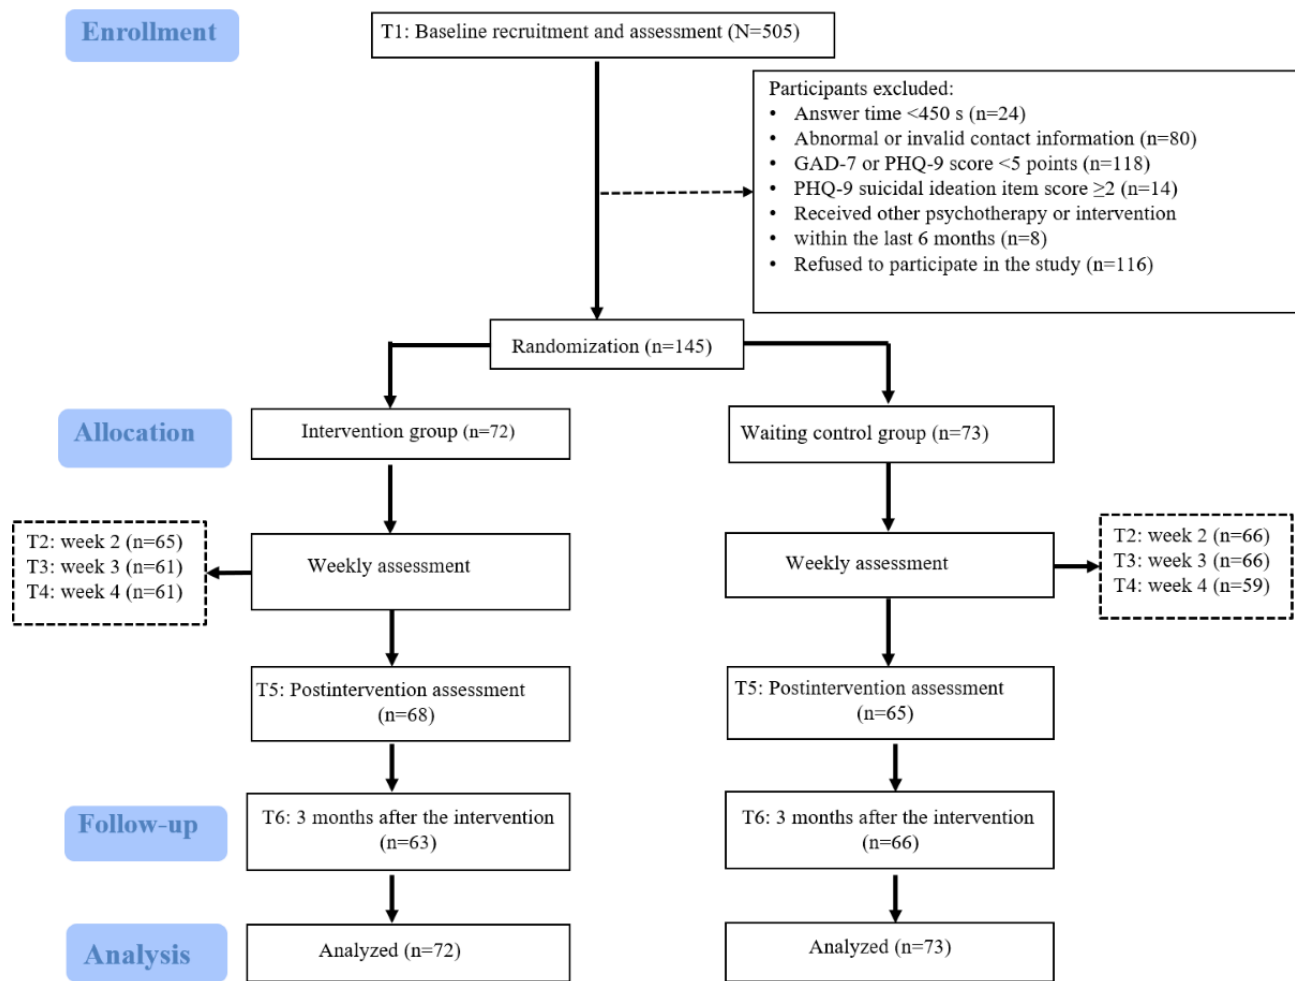 Enrollment
T1: Baseline recruitment and assessment (N=505)
Participants excluded:
• Answer time <450 s (n=24)
• Abnormal or invalid contact information (n=80)
• GAD-7 or PHQ-9 score <5 points (n=118)
• PHQ-9 suicidal ideation item score ≥2 (n=14)
• Received other psychotherapy or intervention
• within the last 6 months (n=8)
• Refused to participate in the study (n=116)
Randomization (n=145)
Allocation
Intervention group (n=72)
Waiting control group (n=73)
T2: week 2 (n=65)
T3: week 3 (n=61)
T4: week 4 (n=61)
Weekly assessment
Weekly assessment
T2: week 2 (n=66)
T3: week 3 (n=66)
T4: week 4 (n=59)
T5: Postintervention assessment
(n=68)
T5: Postintervention assessment
(n=65)
Follow-up
T6: 3 months after the intervention
(n=63)
T6: 3 months after the intervention
(n=66)
Analysis
Analyzed (n=72)
Analyzed (n=73)